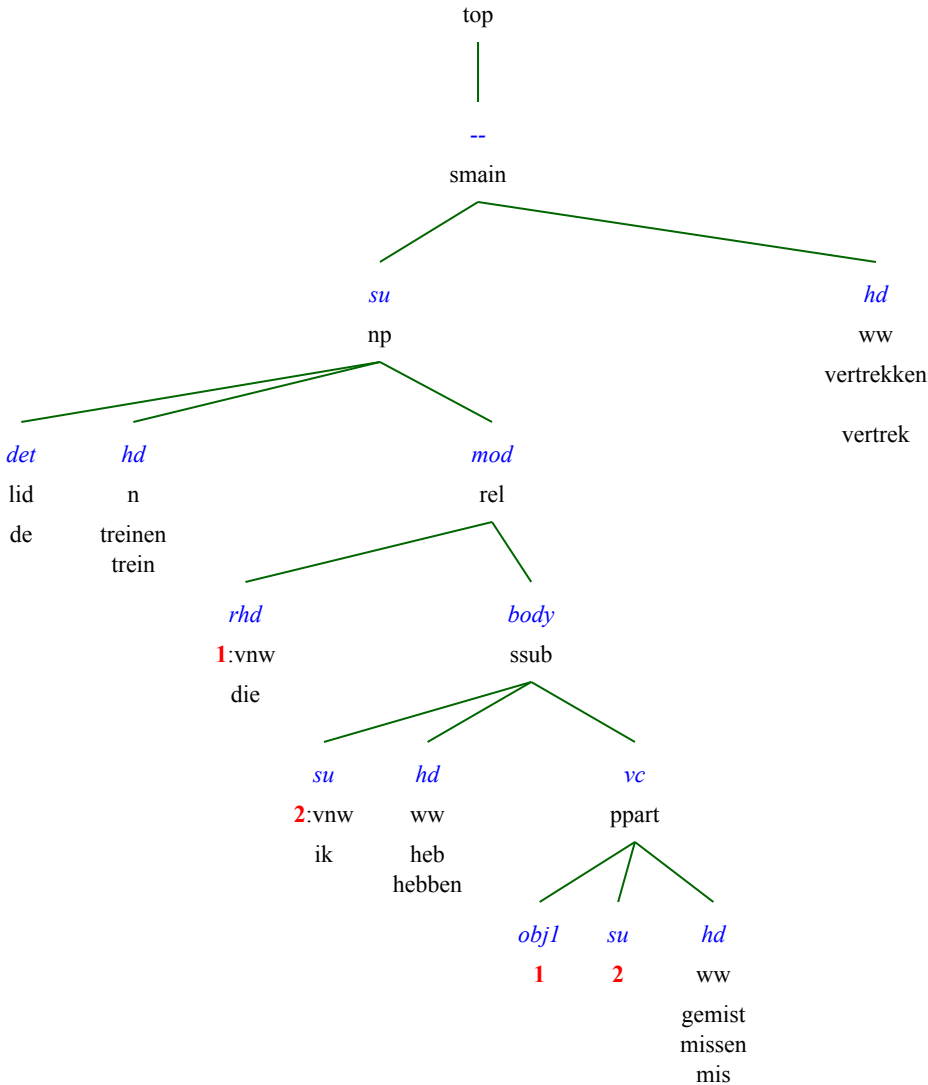 top
--
smain
su hd
np ww
vertrekken
det hd mod vertrek
lid n rel
de treinen
trein
rhd body
1:vnw ssub
die
su hd vc
2:vnw ww ppart
ik heb
hebben
obj1 su hd
1 2 ww
gemist
missen
mis